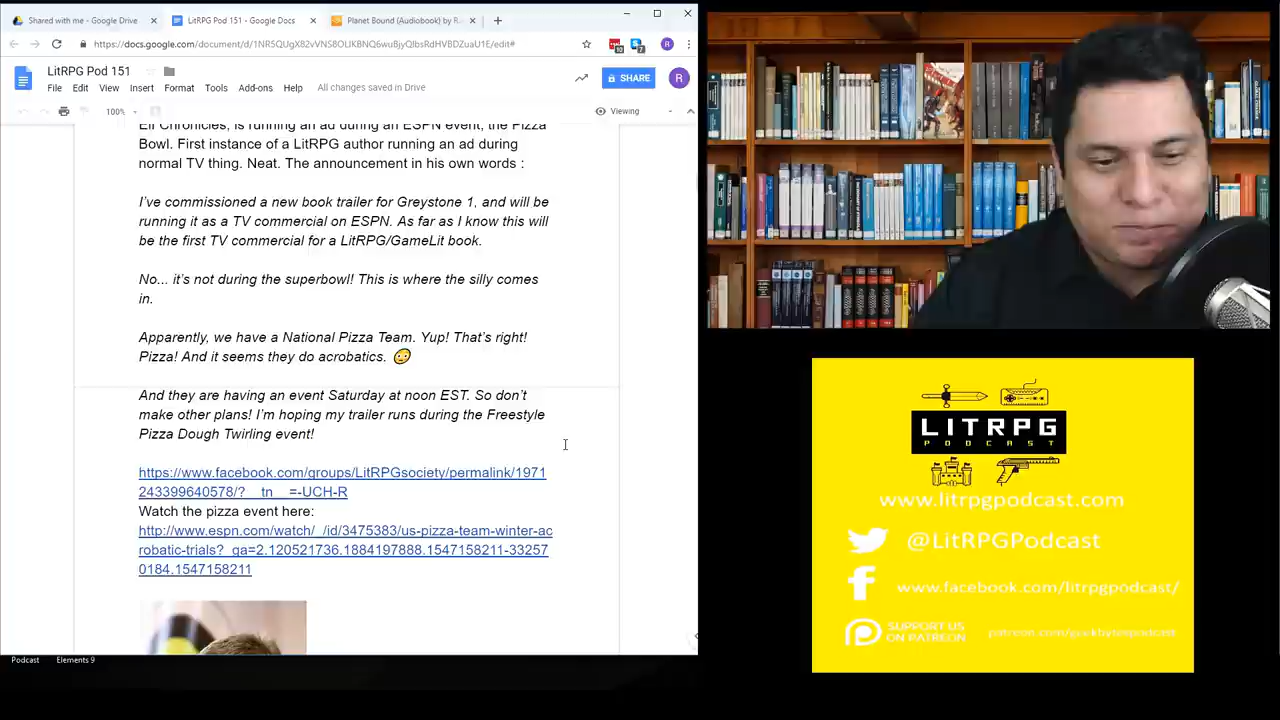 Shared with me - Google Drive
LitRPG Pod 151 - Google Docs
Planet Bound (Audiobook) by Ra
https://docs.google.com/document/d/1NR5QUgX82vVNS8OLIKBNQ6wuBjyQlbsRdHVBDZuaU1E/edit#
LitRPG Pod 151
SHARE
R
File Edit View Insert Format Tools Add-ons Help All changes saved in Drive
100%
Viewing
Elf Chronicles, is running an ad during an ESPN event, the Pizza
Bowl. First instance of a LitRPG author running an ad during
normal TV thing. Neat. The announcement in his own words :
I've commissioned a new book trailer for Greystone 1, and will be
running it as a TV commercial on ESPN. As far as I know this will
be the first TV commercial for a LitRPG/GameLit book.
No... it's not during the superbowl! This is where the silly comes
in.
Apparently, we have a National Pizza Team. Yup! That's right!
Pizza! And it seems they do acrobatics. 😳
And they are having an event Saturday at noon EST. So don't
make other plans! I'm hopiing my trailer runs during the Freestyle
Pizza Dough Twirling event!
https://www.facebook.com/groups/LitRPGsociety/permalink/1971
243399640578/?__tn__=-UCH-R
Watch the pizza event here:
http://www.espn.com/watch/_/id/3475383/us-pizza-team-winter-ac
robatic-trials?_ga=2.120521736.1884197888.1547158211-33257
0184.1547158211
Podcast Elements 9
LITRPG
PODCAST
www.litrpgpodcast.com
@LitRPGPodcast
www.facebook.com/litrpgpodcast/
SUPPORT US
ON PATREON
patreon.com/geekbytespodcast